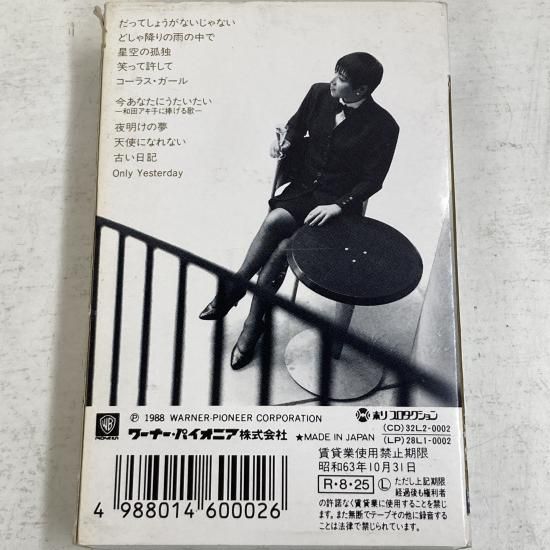 だってしょうがないじゃない
どしゃ降りの雨の中で
星空の孤独
笑って許して
コーラス・ガール
今あなたにうたいたい
—和田アキ子に捧げる歌—
夜明けの夢
天使になれない
古い日記
Only Yesterday
WB
PIONEER
Ⓟ 1988 WARNER-PIONEER CORPORATION
ワーナー・パイオニア株式会社
★MADE IN JAPAN
ホリプロダクション
(CD)32L2-0002
(LP)28L1-0002
賃貸業使用禁止期限
昭和63年10月31日
R・8・25 Ⓛ ただし上記期限
経過後も権利者
の許諾なく賃貸業に使用することを禁じ
ます。また無断でテープその他に録音する
ことは法律で禁じられています。
4 988014 600026